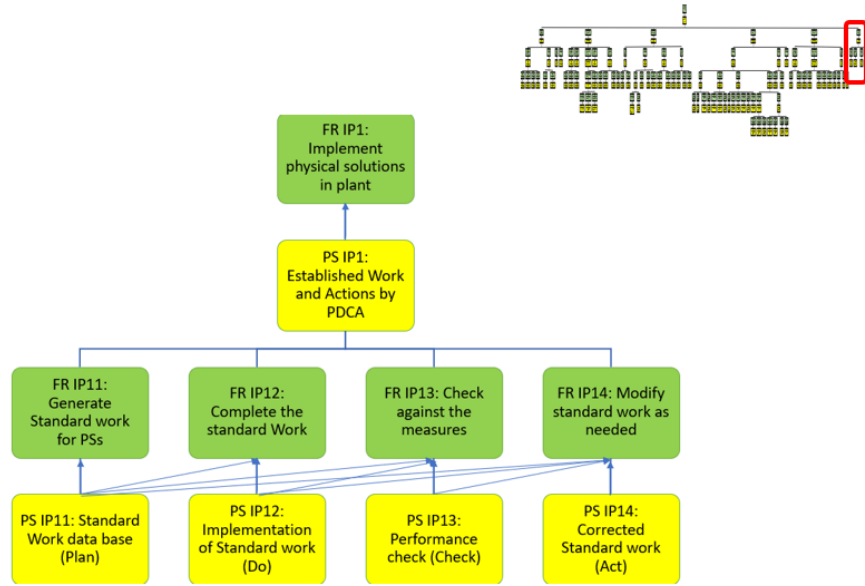 FR IP1:
Implement
physical solutions
in plant
PS IP1:
Established Work
and Actions by
PDCA
FR IP11:
Generate
Standard work
for PSs
FR IP12:
Complete the
standard Work
FR IP13: Check
against the
measures
FR IP14: Modify
standard work as
needed
PS IP11: Standard
Work data base
(Plan)
PS IP12:
Implementation
of Standard work
(Do)
PS IP13:
Performance
check (Check)
PS IP14:
Corrected
Standard work
(Act)